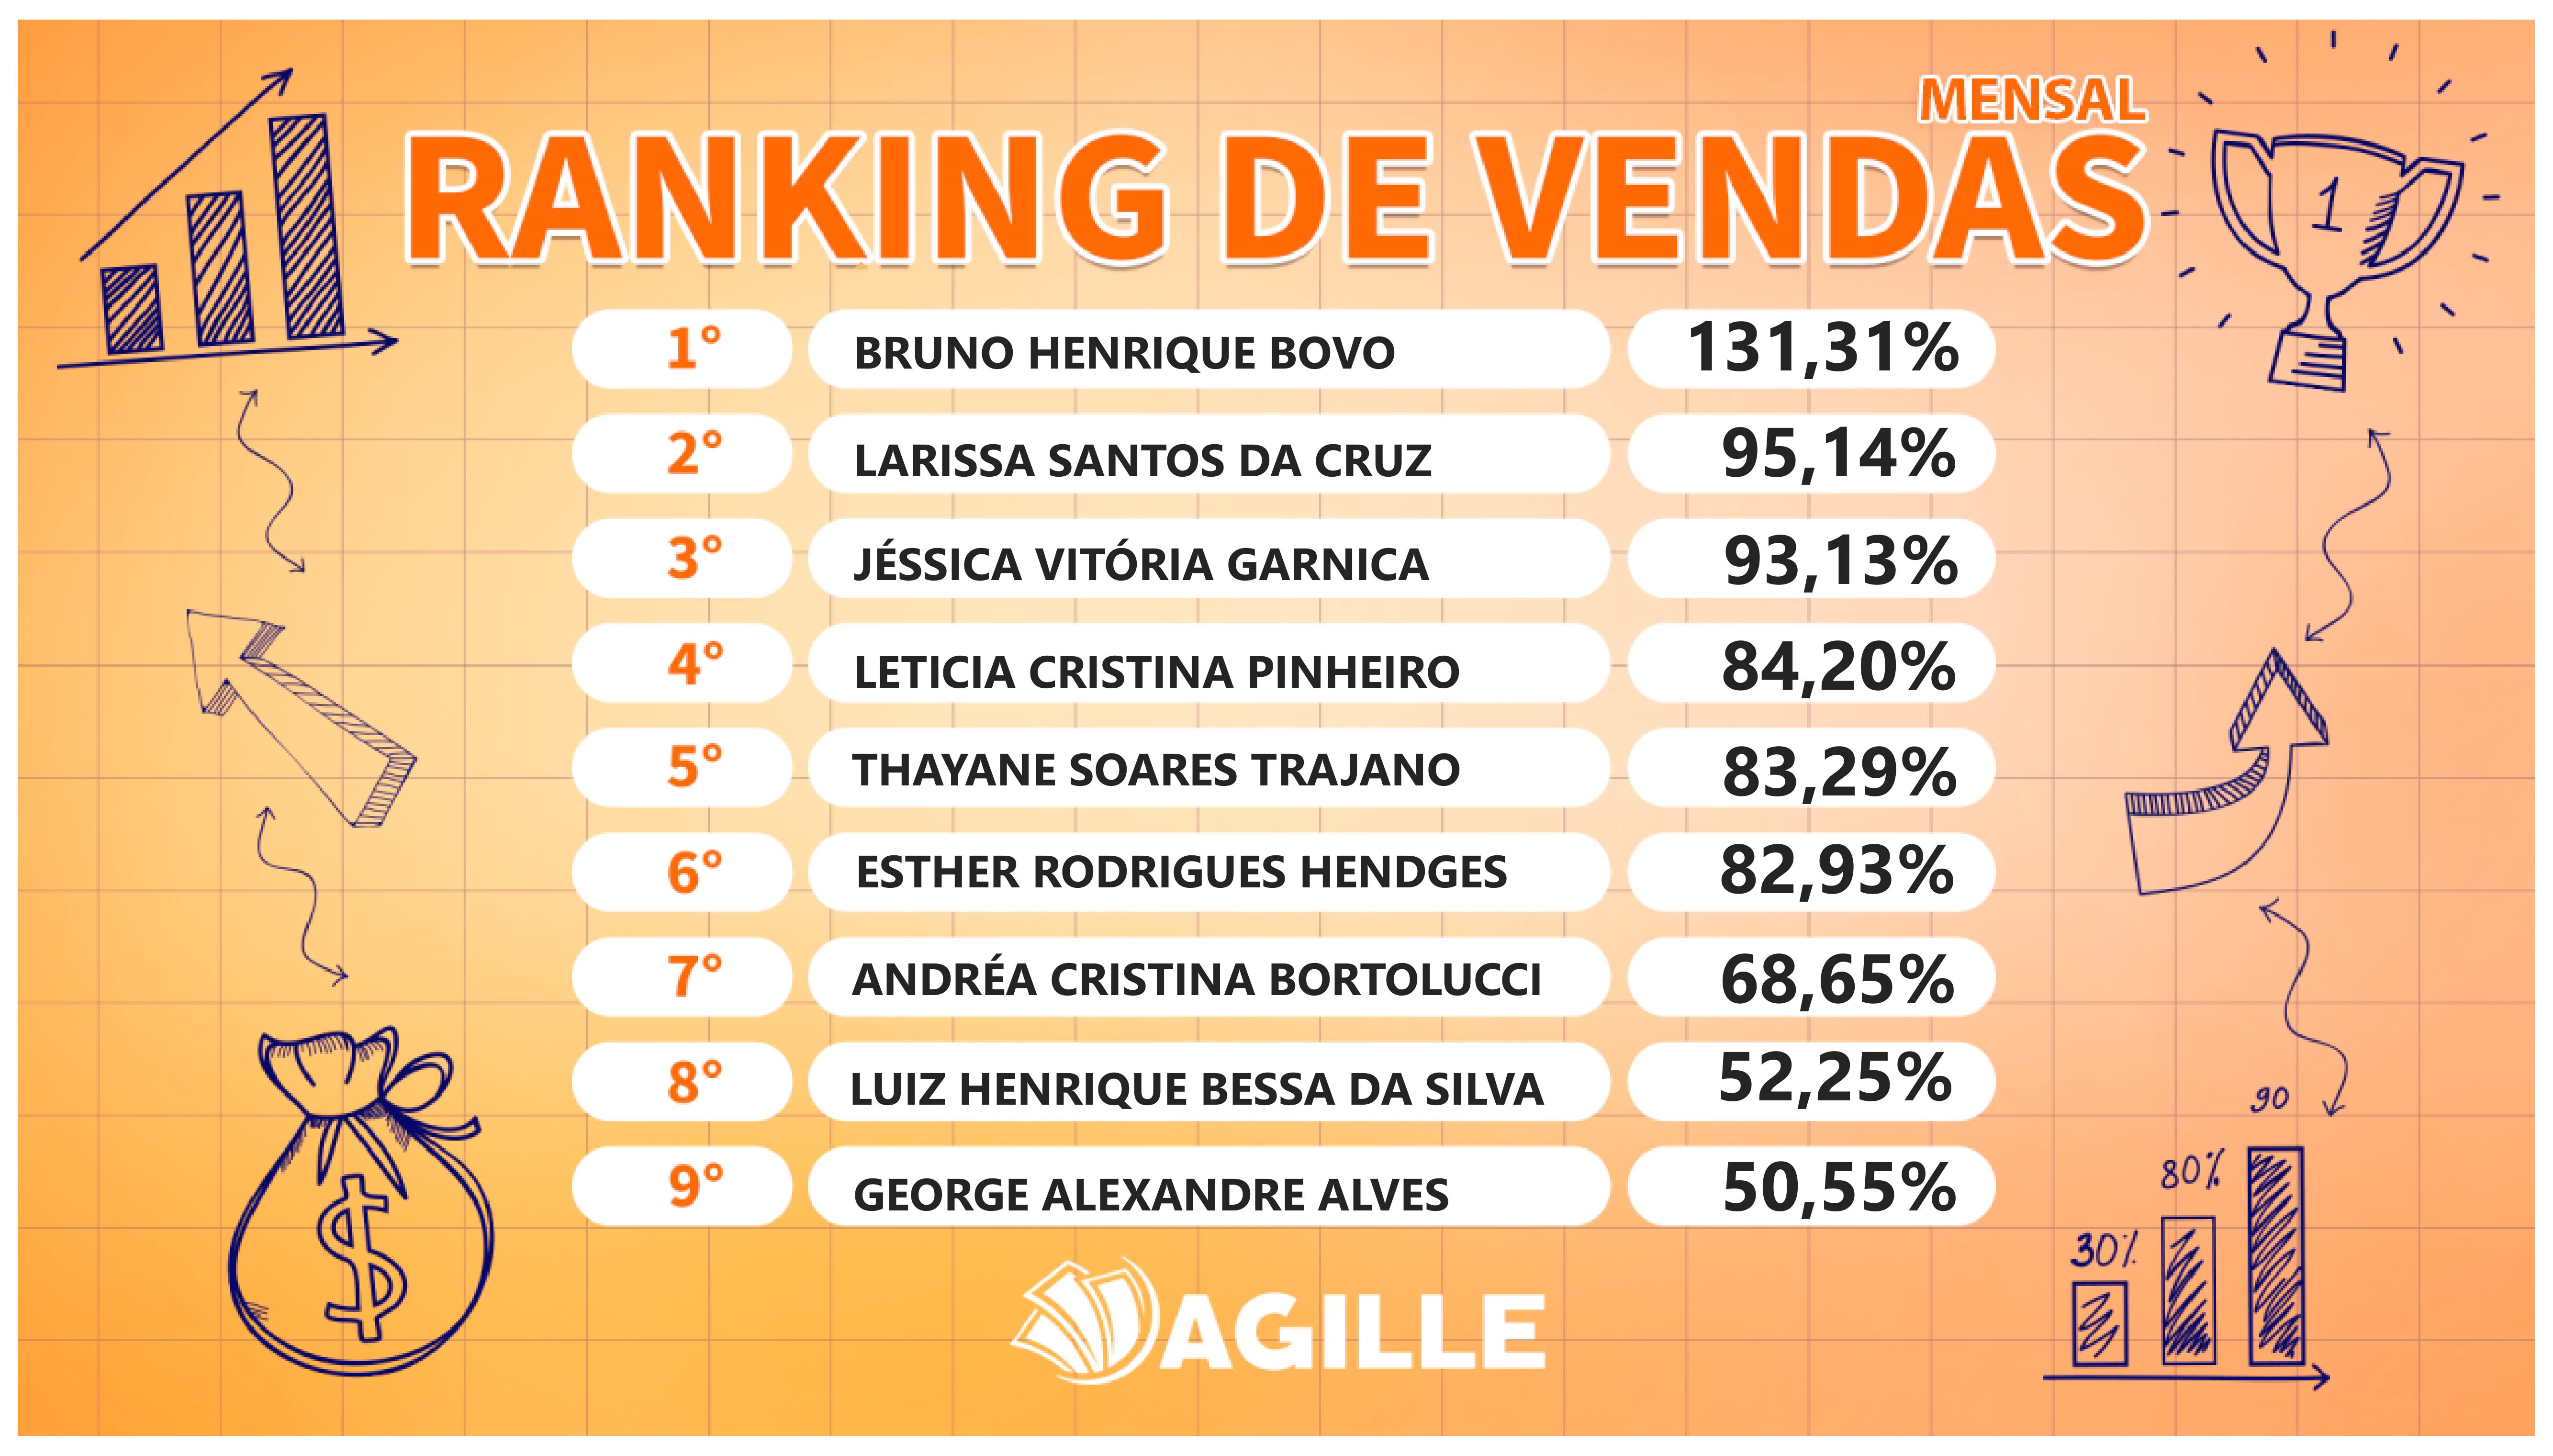 MENSAL
RANKING DE VENDAS
1
1° BRUNO HENRIQUE BOVO 131,31%
2° LARISSA SANTOS DA CRUZ 95,14%
3° JÉSSICA VITÓRIA GARNICA 93,13%
4° LETICIA CRISTINA PINHEIRO 84,20%
5° THAYANE SOARES TRAJANO 83,29%
6° ESTHER RODRIGUES HENDGES 82,93%
7° ANDRÉA CRISTINA BORTOLUCCI 68,65%
8° LUIZ HENRIQUE BESSA DA SILVA 52,25%
9° GEORGE ALEXANDRE ALVES 50,55%
90
80%
30%
$
AGILLE